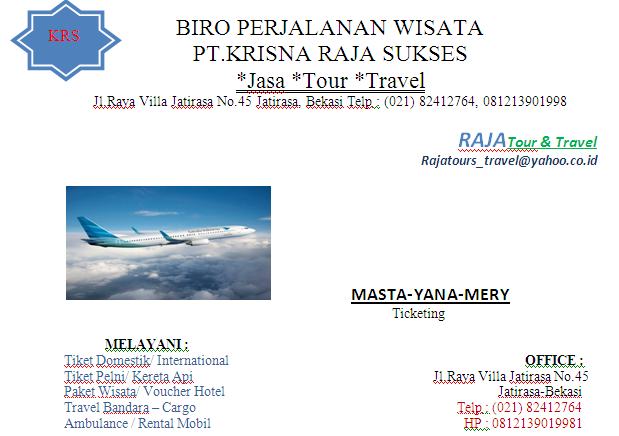 KRS
BIRO PERJALANAN WISATA
PT.KRISNA RAJA SUKSES
*Jasa *Tour *Travel
Jl.Raya Villa Jatirasa No.45 Jatirasa, Bekasi Telp.: (021) 82412764, 081213901998
RAJATour & Travel
Rajatours_travel@yahoo.co.id
MASTA-YANA-MERY
Ticketing
MELAYANI :
Tiket Domestik/ International
Tiket Pelni/ Kereta Api
Paket Wisata/ Voucher Hotel
Travel Bandara – Cargo
Ambulance / Rental Mobil
OFFICE :
Jl.Raya Villa Jatirasa No.45
Jatirasa-Bekasi
Telp.: (021) 82412764
HP.: 0812139019981